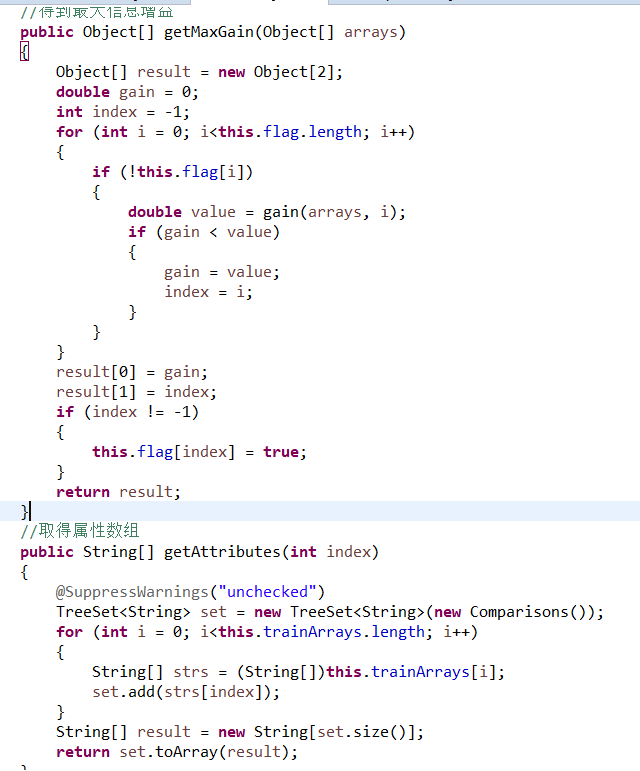 //得到最大信息增益
public Object[] getMaxGain(Object[] arrays)
{
    Object[] result = new Object[2];
    double gain = 0;
    int index = -1;
    for (int i = 0; i<this.flag.length; i++)
    {
        if (!this.flag[i])
        {
            double value = gain(arrays, i);
            if (gain < value)
            {
                gain = value;
                index = i;
            }
        }
    }
    result[0] = gain;
    result[1] = index;
    if (index != -1)
    {
        this.flag[index] = true;
    }
    return result;
}
//取得属性数组
public String[] getAttributes(int index)
{
    @SuppressWarnings("unchecked")
    TreeSet<String> set = new TreeSet<String>(new Comparisons());
    for (int i = 0; i<this.trainArrays.length; i++)
    {
        String[] strs = (String[])this.trainArrays[i];
        set.add(strs[index]);
    }
    String[] result = new String[set.size()];
    return set.toArray(result);
}